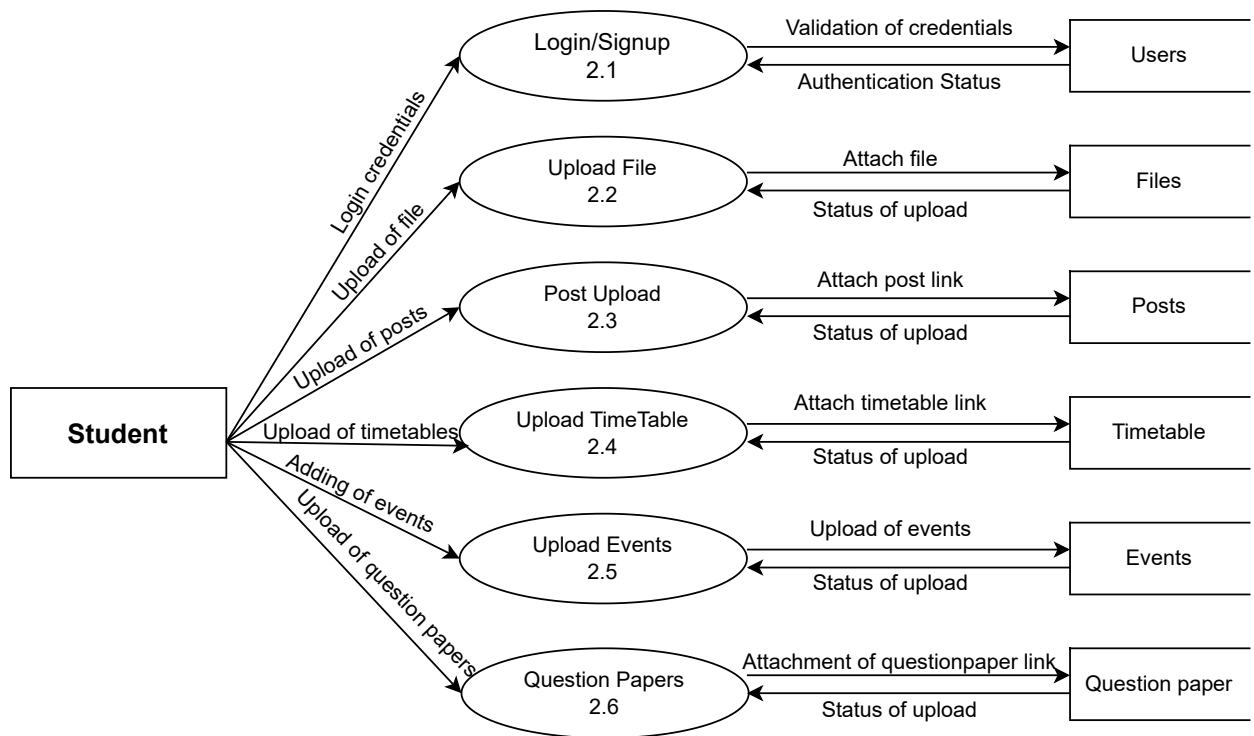 Login/Signup
2.1
Validation of credentials
Authentication Status
Users
Login credentials
Upload File
2.2
Attach file
Status of upload
Files
Upload of file
Post Upload
2.3
Attach post link
Status of upload
Posts
Upload of posts
Student
Upload of timetables
Upload TimeTable
2.4
Attach timetable link
Status of upload
Timetable
Adding of events
Upload Events
2.5
Upload of events
Status of upload
Events
Upload of question papers
Question Papers
2.6
Attachment of questionpaper link
Status of upload
Question paper